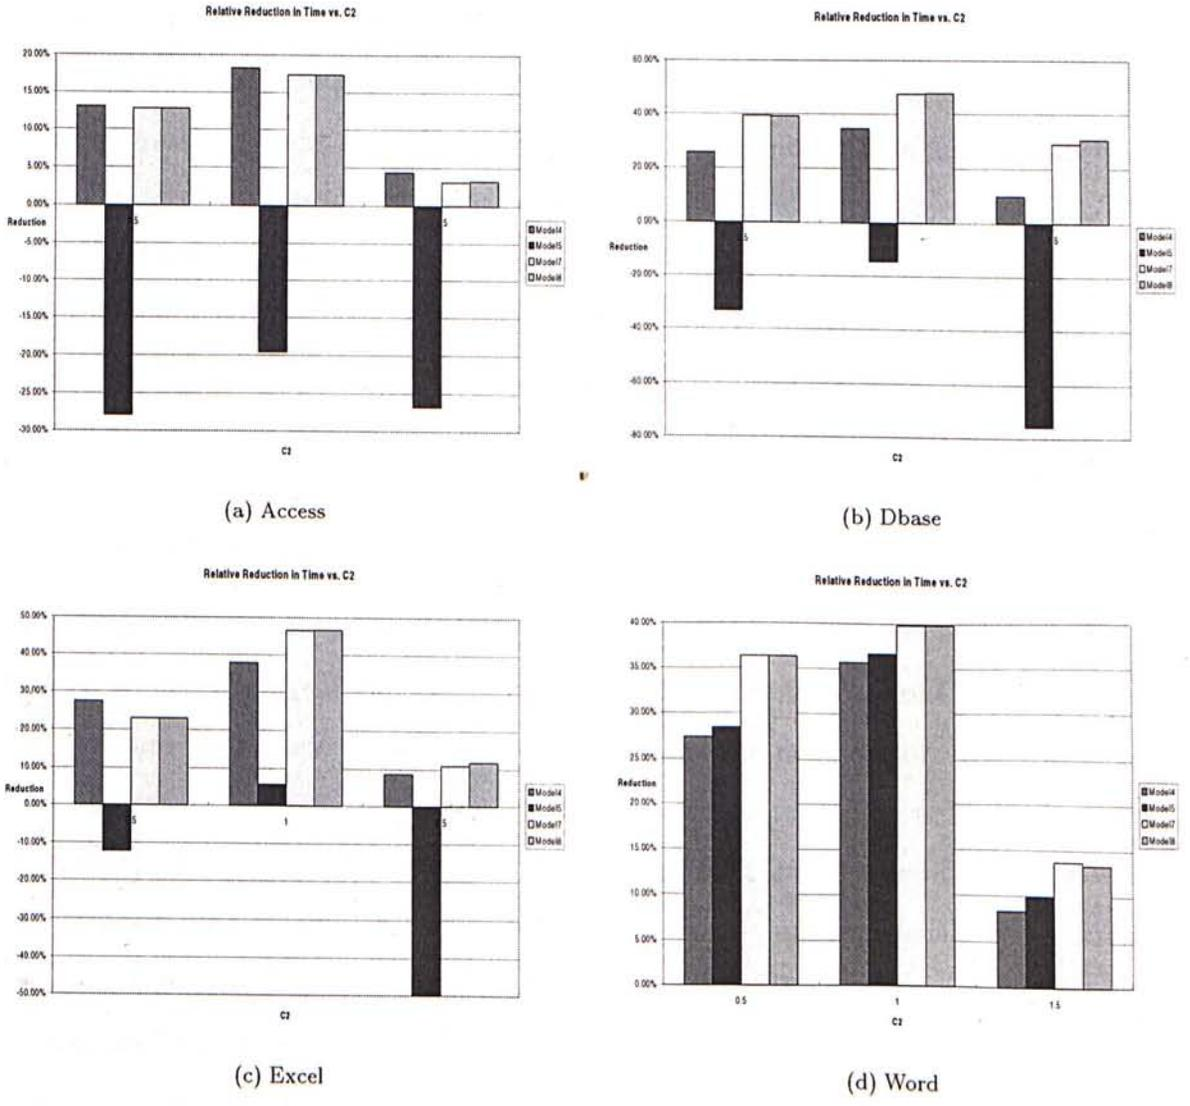 Relative Reduction in Time vs. C2
20.00%
15.00%
10.00%
5.00%
0.00%
Reduction
5
5
-5.00%
-10.00%
-15.00%
-20.00%
-25.00%
-30.00%
C2
Model4
Model5
Model7
Model8
(a) Access
Relative Reduction in Time vs. C2
60.00%
40.00%
20.00%
0.00%
Reduction
5
5
-20.00%
-40.00%
-60.00%
-80.00%
C2
Model4
Model5
Model7
Model8
(b) Dbase
Relative Reduction in Time vs. C2
50.00%
40.00%
30.00%
20.00%
10.00%
Reduction
0.00%
5
1
5
-10.00%
-20.00%
-30.00%
-40.00%
-50.00%
C2
Model4
Model5
Model7
Model8
(c) Excel
Relative Reduction in Time vs. C2
40.00%
35.00%
30.00%
25.00%
Reduction
20.00%
15.00%
10.00%
5.00%
0.00%
0.5
1
1.5
C2
Model4
Model5
Model7
Model8
(d) Word